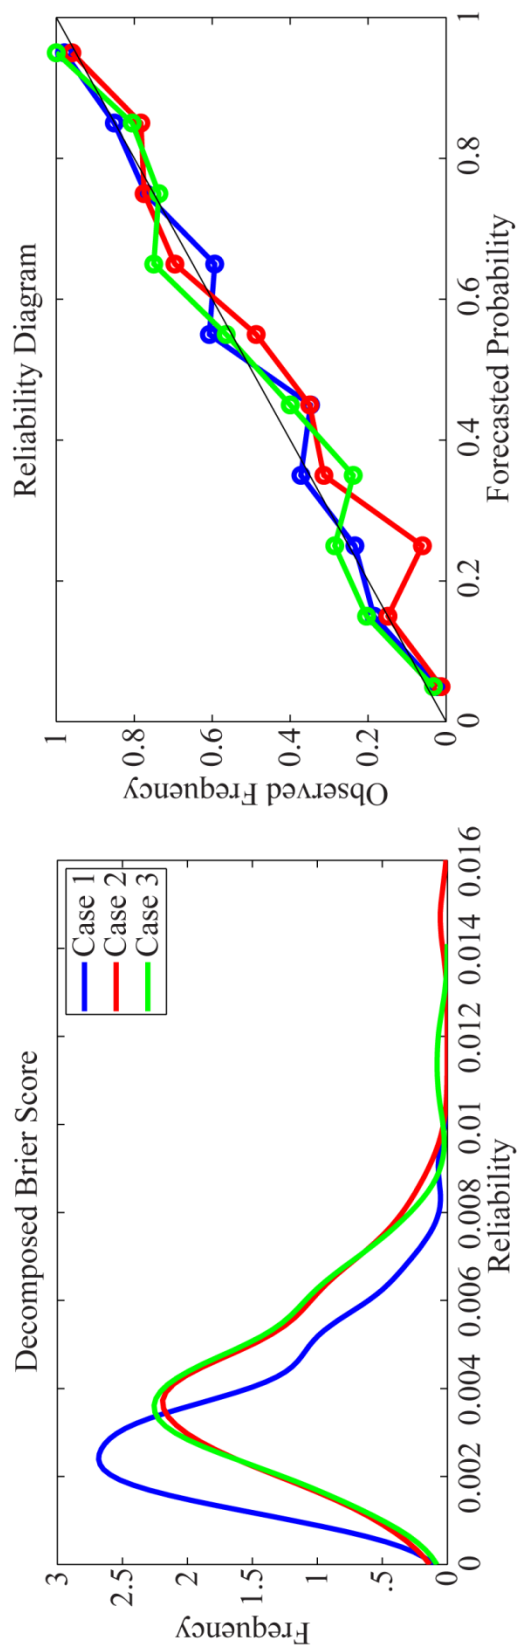 Decomposed Brier Score
Frequency
3
2.5
2
1.5
1
.5
0
Case 1
Case 2
Case 3
0 0.002 0.004 0.006 0.008 0.01 0.012 0.014 0.016
Reliability
Reliability Diagram
Observed Frequency
1
0.8
0.6
0.4
0.2
0
0 0.2 0.4 0.6 0.8 1
Forecasted Probability